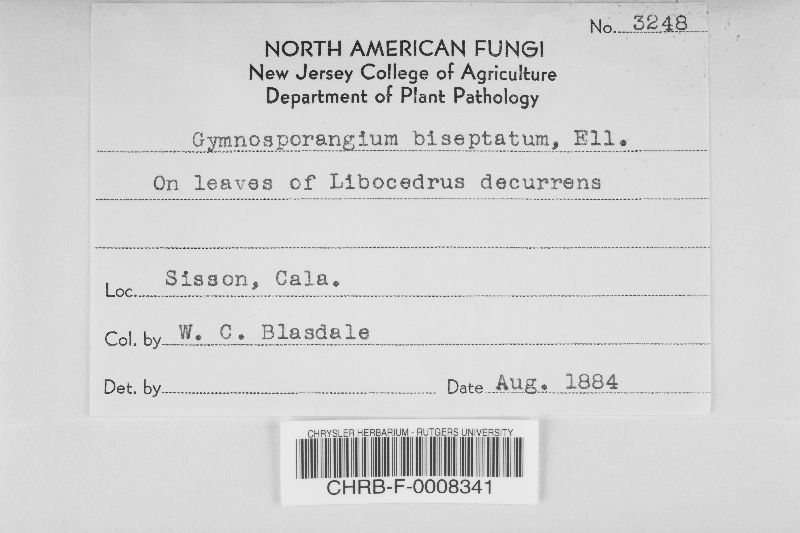 No. 3248
NORTH AMERICAN FUNGI
New Jersey College of Agriculture
Department of Plant Pathology
Gymnosporangium biseptatum, Ell.
On leaves of Libocedrus decurrens
Loc. Sisson, Cala.
Col. by W. C. Blasdale
Det. by
Date Aug. 1884
CHRYSLER HERBARIUM - RUTGERS UNIVERSITY
CHRB-F-0008341